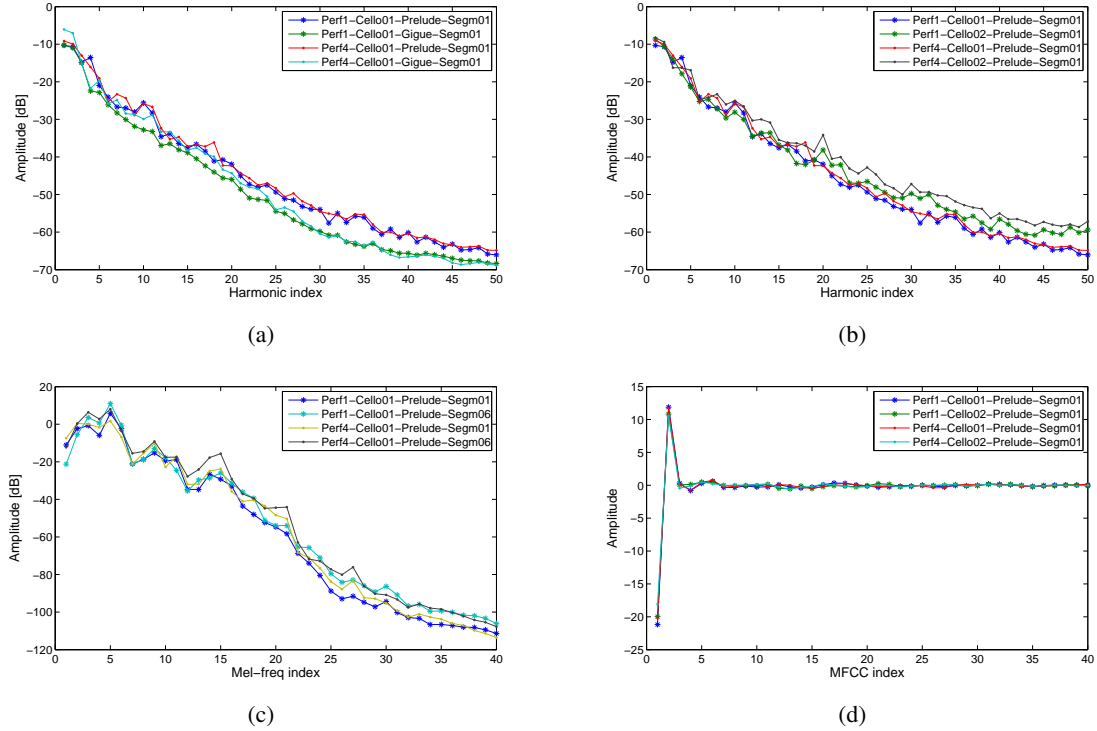 Perf1−Cello01−Prelude−Segm01
Perf1−Cello01−Gigue−Segm01
Perf4−Cello01−Prelude−Segm01
Perf4−Cello01−Gigue−Segm01
0
−10
−20
−30
−40
−50
−60
−70
Amplitude [dB]
0 5 10 15 20 25 30 35 40 45 50
Harmonic index
(a)
Perf1−Cello01−Prelude−Segm01
Perf1−Cello02−Prelude−Segm01
Perf4−Cello01−Prelude−Segm01
Perf4−Cello02−Prelude−Segm01
0
−10
−20
−30
−40
−50
−60
−70
Amplitude [dB]
0 5 10 15 20 25 30 35 40 45 50
Harmonic index
(b)
Perf1−Cello01−Prelude−Segm01
Perf1−Cello01−Prelude−Segm06
Perf4−Cello01−Prelude−Segm01
Perf4−Cello01−Prelude−Segm06
20
0
−20
−40
−60
−80
−100
−120
Amplitude [dB]
0 5 10 15 20 25 30 35 40
Mel−freq index
(c)
Perf1−Cello01−Prelude−Segm01
Perf1−Cello02−Prelude−Segm01
Perf4−Cello01−Prelude−Segm01
Perf4−Cello02−Prelude−Segm01
15
10
5
0
−5
−10
−15
−20
−25
Amplitude
0 5 10 15 20 25 30 35 40
MFCC index
(d)